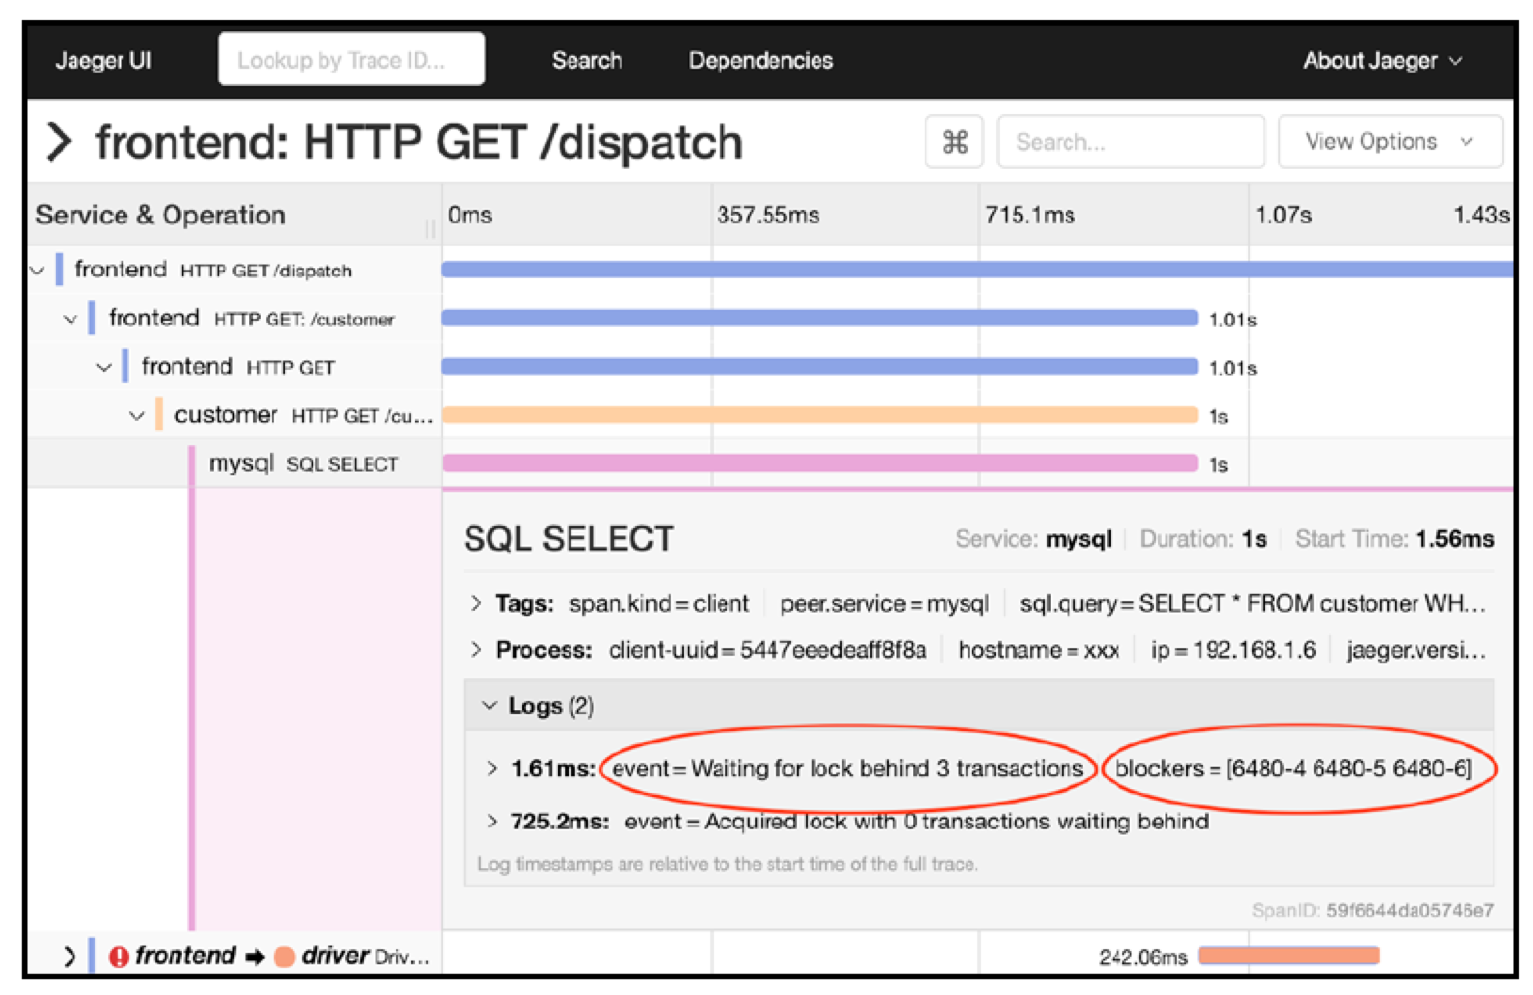 Jaeger UI Lookup by Trace ID... Search Dependencies About Jaeger
frontend: HTTP GET /dispatch ⌘ Search... View Options
Service & Operation 0ms 357.55ms 715.1ms 1.07s 1.43s
frontend HTTP GET /dispatch
frontend HTTP GET: /customer 1.01s
frontend HTTP GET 1.01s
customer HTTP GET /cu... 1s
mysql SQL SELECT 1s
SQL SELECT Service: mysql Duration: 1s Start Time: 1.56ms
Tags: span.kind = client peer.service = mysql sql.query = SELECT * FROM customer WH...
Process: client-uuid = 5447eeedeaff8f8a hostname = xxx ip = 192.168.1.6 jaeger.versi...
Logs (2)
1.61ms: event = Waiting for lock behind 3 transactions blockers = [6480-4 6480-5 6480-6]
725.2ms: event = Acquired lock with 0 transactions waiting behind
Log timestamps are relative to the start time of the full trace.
SpanID: 59f6644da05746e7
frontend → driver Driv... 242.06ms